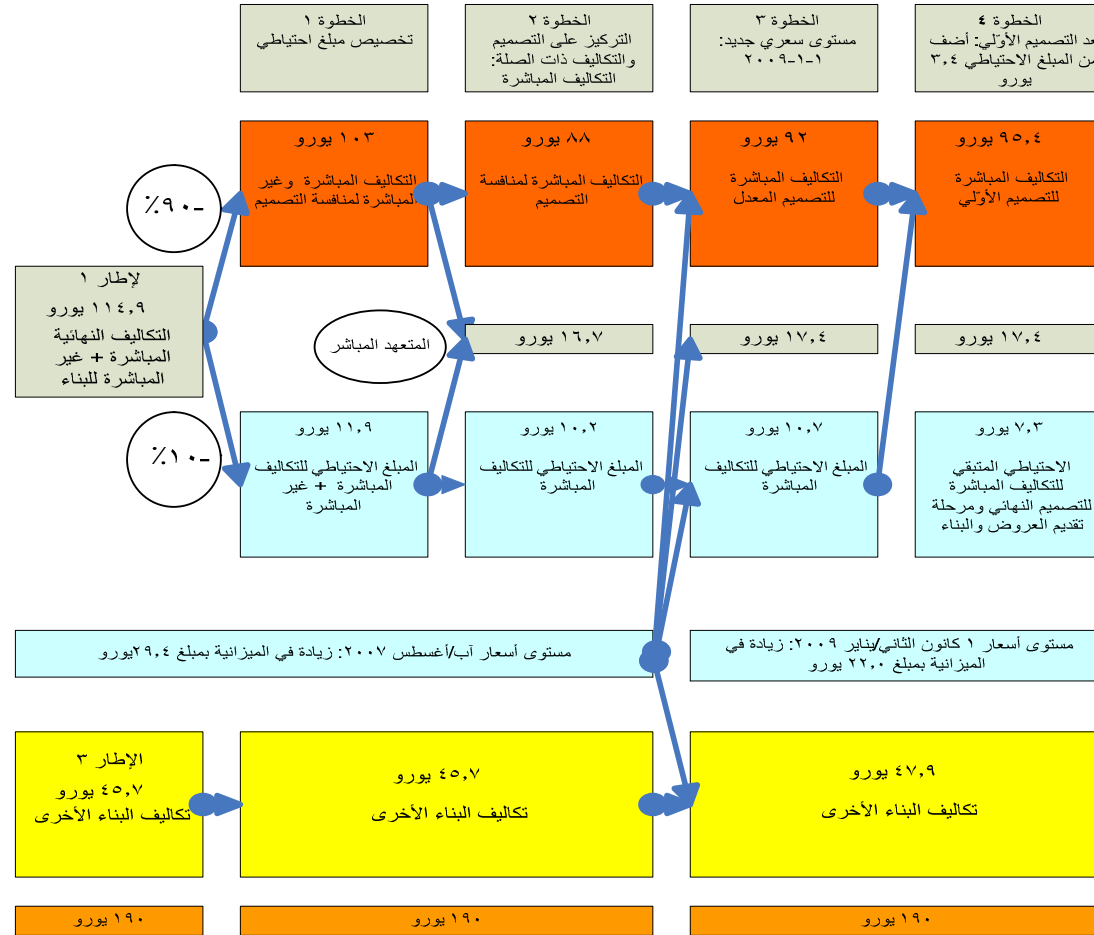 الخطوة ١
تخصيص مبلغ احتياطي
الخطوة ٢
التركيز على التصميم
والتكاليف ذات الصلة:
التكاليف المباشرة
الخطوة ٣
مستوى سعري جديد:
١-١-٢٠٠٩
الخطوة ٤
عد التصميم الأوّلي: أضف
من المبلغ الاحتياطي ٣,٤
يورو
١٠٣ يورو
التكاليف المباشرة وغير
المباشرة لمنافسة التصميم
٨٨ يورو
التكاليف المباشرة لمنافسة
التصميم
٩٢ يورو
التكاليف المباشرة
للتصميم المعدل
٩٥,٤ يورو
التكاليف المباشرة
للتصميم الأوّلي
-٩٠٪
لإطار ١
١١٤,٩ يورو
التكاليف النهائية
المباشرة + غير
المباشرة للبناء
المتعهد المباشر
١٦,٧ يورو
١٧,٤ يورو
١٧,٤ يورو
-١٠٪
١١,٩ يورو
المبلغ الاحتياطي للتكاليف
المباشرة + غير
المباشرة
١٠,٢ يورو
المبلغ الاحتياطي للتكاليف
المباشرة
١٠,٧ يورو
المبلغ الاحتياطي للتكاليف
المباشرة
٧,٣ يورو
الاحتياطي المتبقي
للتكاليف المباشرة
للتصميم النهائي ومرحلة
تقديم العروض والبناء
مستوى أسعار آب/أغسطس ٢٠٠٧: زيادة في الميزانية بمبلغ ٢٩,٤يورو
مستوى أسعار ١ كانون الثاني/يناير ٢٠٠٩: زيادة في
الميزانية بمبلغ ٢٢,٠ يورو
الإطار ٣
٤٥,٧ يورو
تكاليف البناء الأخرى
٤٥,٧ يورو
تكاليف البناء الأخرى
٤٧,٩ يورو
تكاليف البناء الأخرى
١٩٠ يورو
١٩٠ يورو
١٩٠ يورو